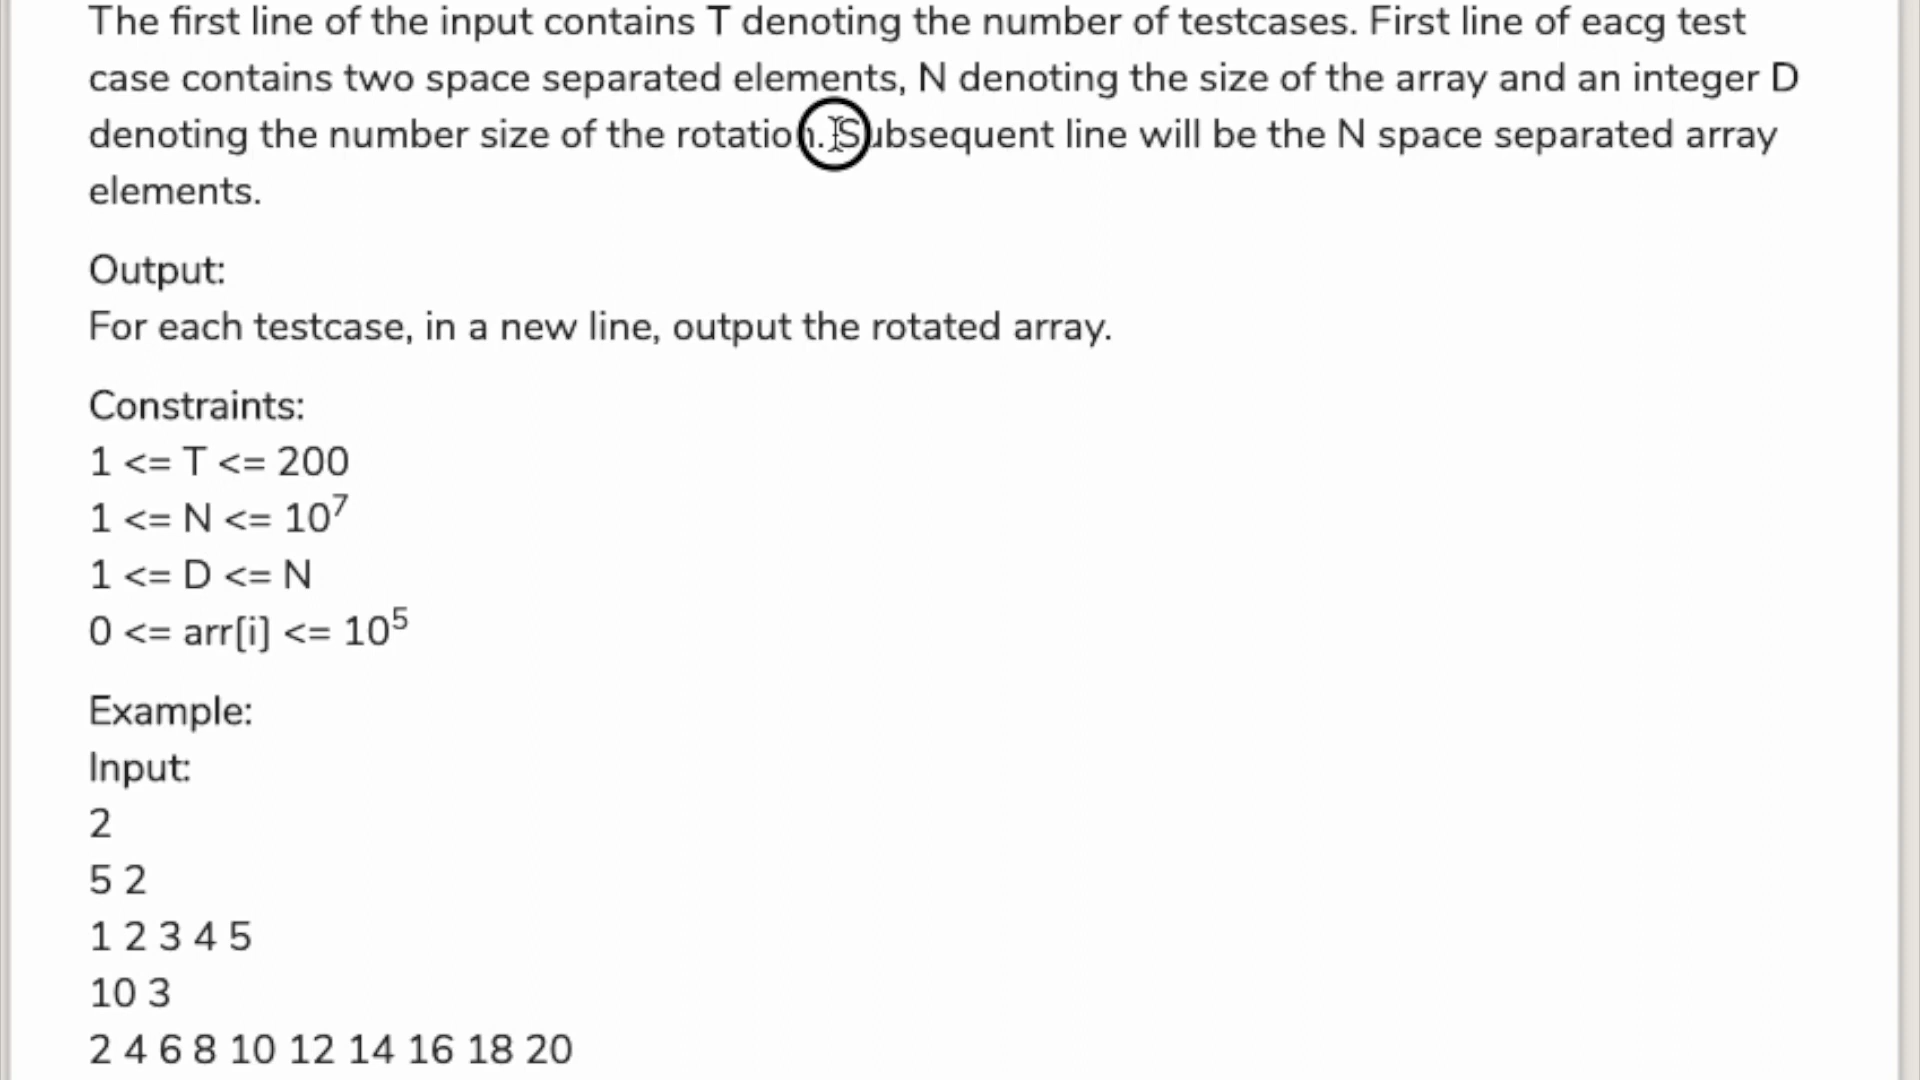 The first line of the input contains T denoting the number of testcases. First line of eacg test
case contains two space separated elements, N denoting the size of the array and an integer D
denoting the number size of the rotation. Subsequent line will be the N space separated array
elements.
Output:
For each testcase, in a new line, output the rotated array.
Constraints:
1 <= T <= 200
1 <= N <= 10⁷
1 <= D <= N
0 <= arr[i] <= 10⁵
Example:
Input:
2
5 2
1 2 3 4 5
10 3
2 4 6 8 10 12 14 16 18 20